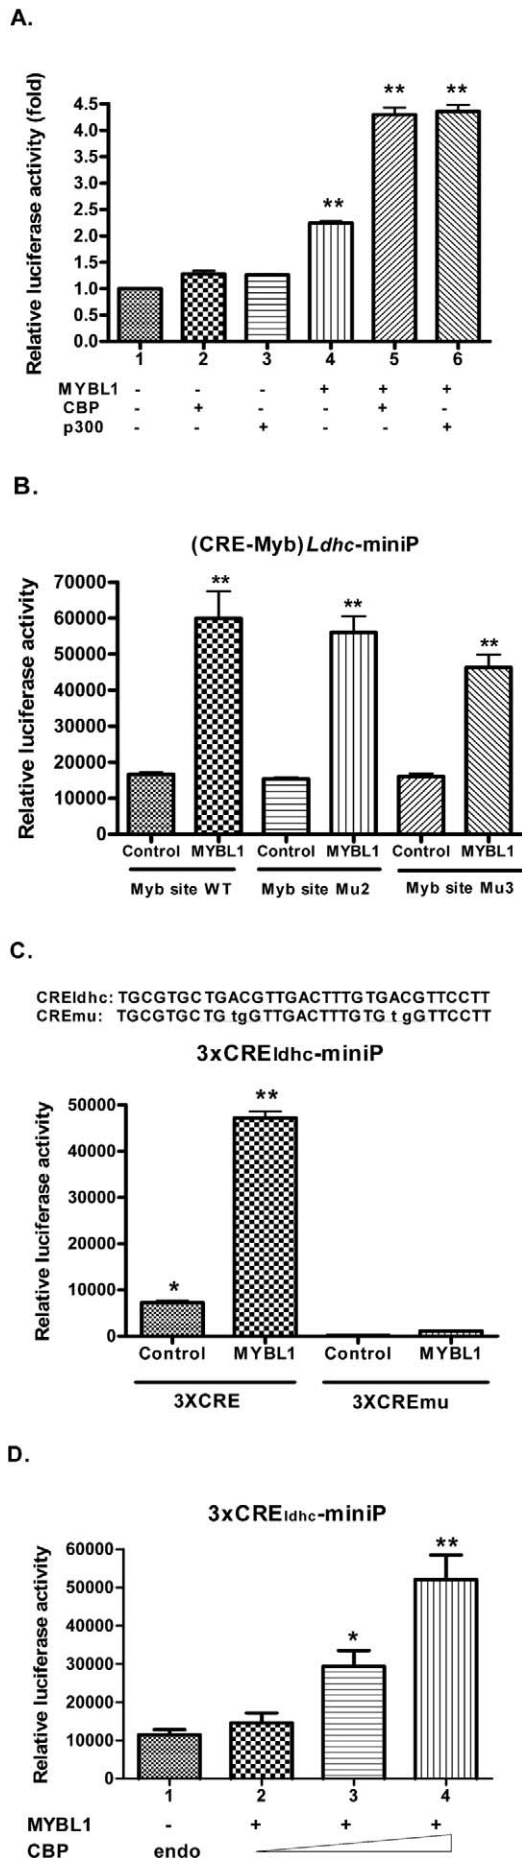 A.
Relative luciferase activity (fold)
4.5
4.0
3.5
3.0
2.5
2.0
1.5
1.0
0.5
0.0
** ** **
1 2 3 4 5 6
MYBL1 - - - + + +
CBP - + - - + -
p300 - - + - - +
B.
(CRE-Myb)Ldhc-miniP
Relative luciferase activity
70000
60000
50000
40000
30000
20000
10000
0
** ** **
Control MYBL1 Control MYBL1 Control MYBL1
Myb site WT Myb site Mu2 Myb site Mu3
C.
CREldhc: TGCGTGCTGACGTTGACTTTGTGACGTTCCTT
CREmu: TGCGTGCTG tgGTTGACTTTGTG t gGTTCCTT
3xCREldhc-miniP
Relative luciferase activity
50000
40000
30000
20000
10000
0
* **
Control MYBL1 Control MYBL1
3XCRE 3XCREmu
D.
3xCREldhc-miniP
Relative luciferase activity
60000
50000
40000
30000
20000
10000
0
* **
1 2 3 4
MYBL1 - + + +
CBP endo